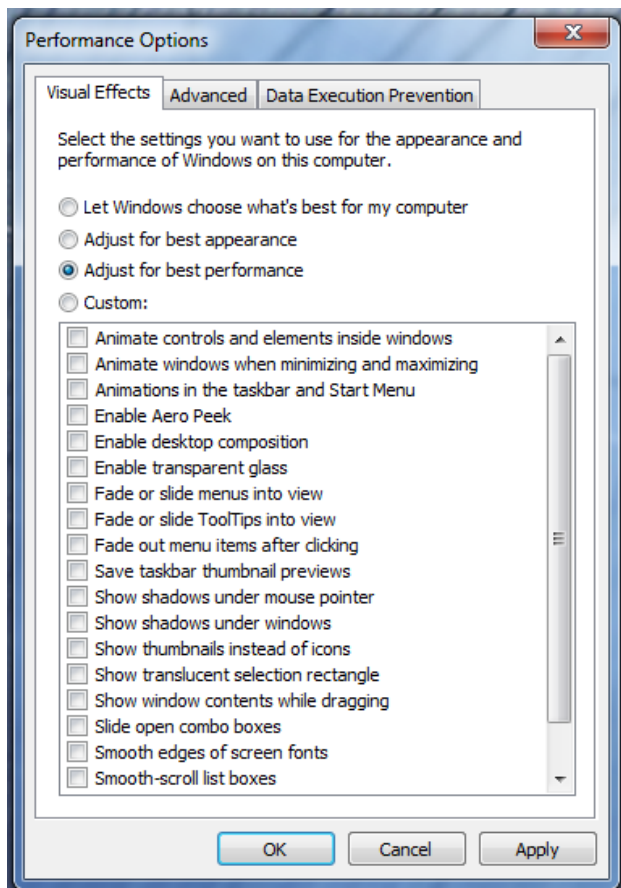 Performance Options
Visual Effects Advanced Data Execution Prevention
Select the settings you want to use for the appearance and
performance of Windows on this computer.
Let Windows choose what's best for my computer
Adjust for best appearance
Adjust for best performance
Custom:
Animate controls and elements inside windows
Animate windows when minimizing and maximizing
Animations in the taskbar and Start Menu
Enable Aero Peek
Enable desktop composition
Enable transparent glass
Fade or slide menus into view
Fade or slide ToolTips into view
Fade out menu items after clicking
Save taskbar thumbnail previews
Show shadows under mouse pointer
Show shadows under windows
Show thumbnails instead of icons
Show translucent selection rectangle
Show window contents while dragging
Slide open combo boxes
Smooth edges of screen fonts
Smooth-scroll list boxes
OK Cancel Apply